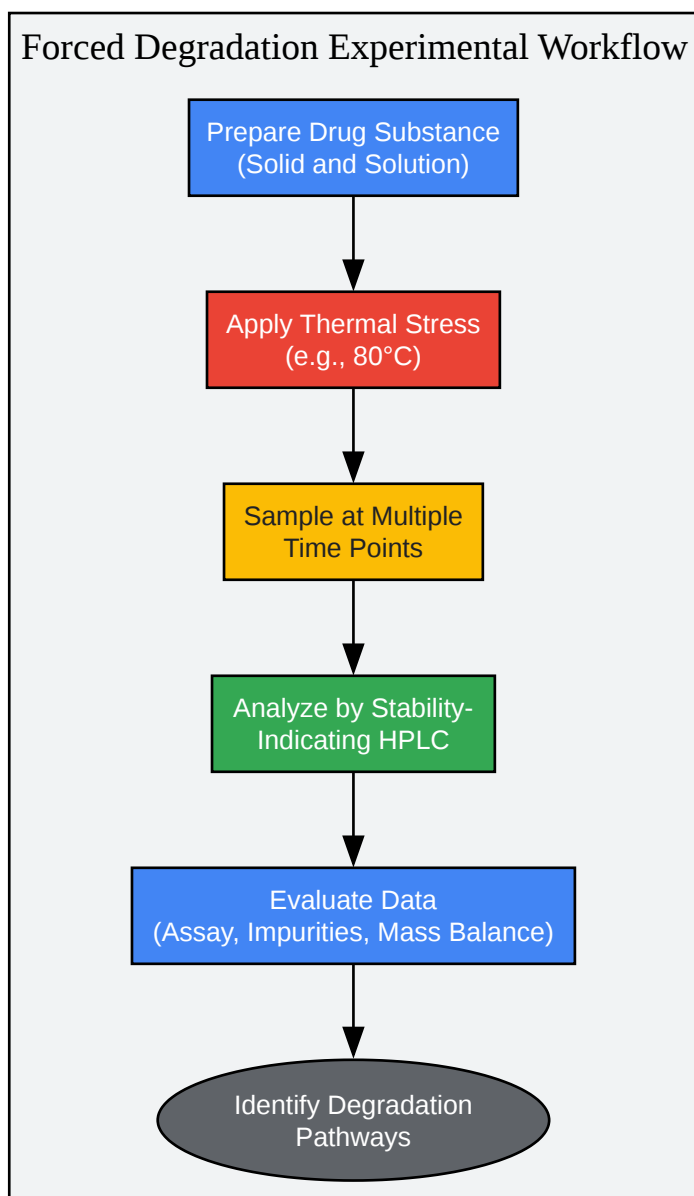 Forced Degradation Experimental Workflow
Prepare Drug Substance
(Solid and Solution)
Apply Thermal Stress
(e.g., 80°C)
Sample at Multiple
Time Points
Analyze by Stability-
Indicating HPLC
Evaluate Data
(Assay, Impurities, Mass Balance)
Identify Degradation
Pathways